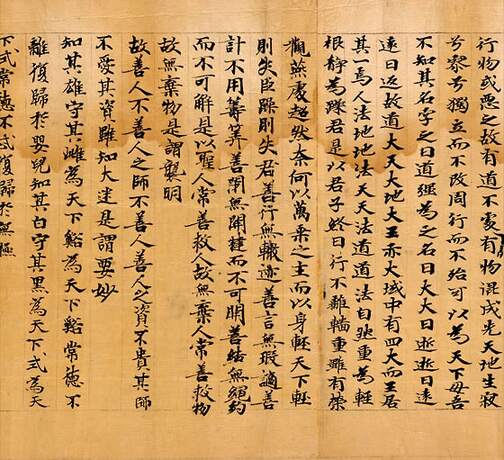 行物或惡之故有道不處有物混成先天地生寂
兮寥兮獨立而不改周行而不殆可以為天下母吾
不知其名字之曰道強為之名曰大大曰逝逝曰遠
遠曰返故道大天大地大王亦大域中有四大而王居
其一焉人法地地法天天法道道法自然重為輕
根静為躁君是以君子終日行不離輜重雖有榮
觀燕處超然奈何以萬乘之主而以身輕天下輕
則失臣躁則失君善行無轍迹善言無瑕適善
計不用籌筭善閉無關揵而不可開善結無繩約
而不可解是以聖人常善救人故無棄人常善救物
故無棄物是謂襲明
故善人不善人之師不善人善人之資不貴其師
不愛其資雖知大迷是謂要妙
知其雄守其雌為天下谿為天下谿常德不
離復歸於嬰兒知其白守其黑為天下式為天
下式常德不忒復歸於無極